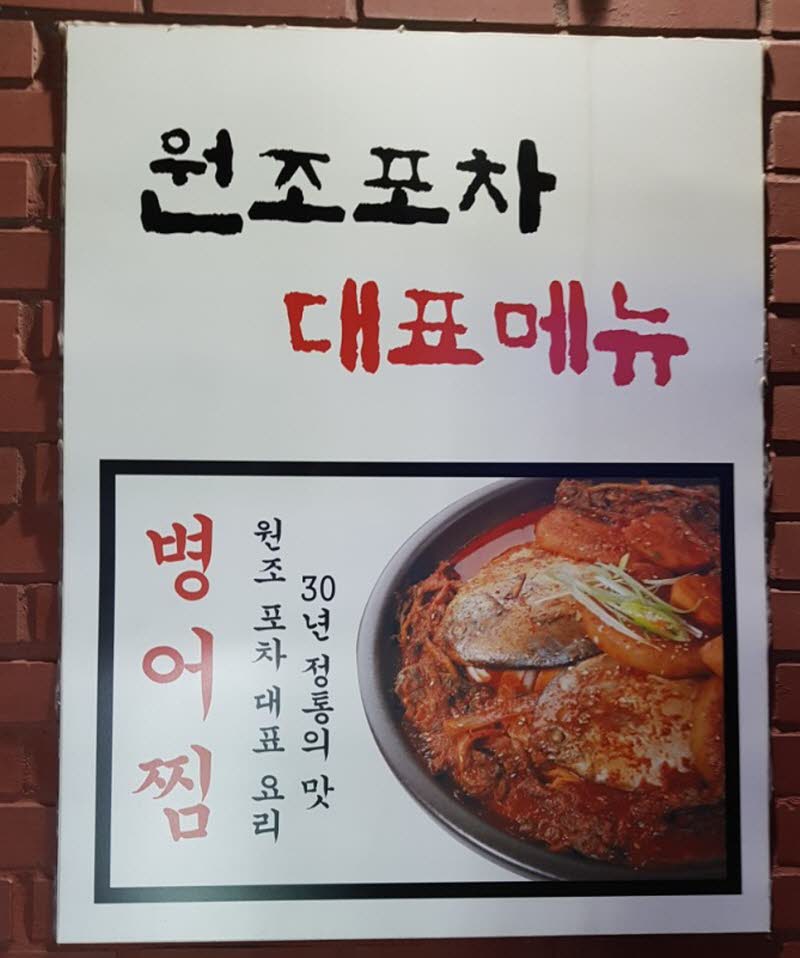 원조포차
대표메뉴
병어찜
30년 정통의 맛
원조 포차 대표 요리